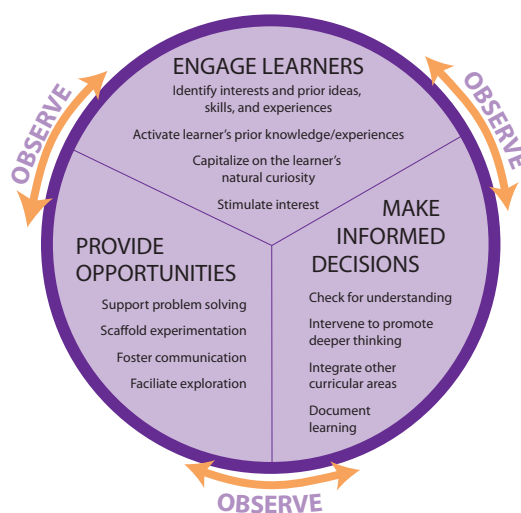 ENGAGE LEARNERS
Identify interests and prior ideas,
skills, and experiences
Activate learner's prior knowledge/experiences
Capitalize on the learner's
natural curiosity
Stimulate interest
OBSERVE
OBSERVE
MAKE
INFORMED
DECISIONS
Check for understanding
Intervene to promote
deeper thinking
Integrate other
curricular areas
Document
learning
PROVIDE
OPPORTUNITIES
Support problem solving
Scaffold experimentation
Foster communication
Faciliate exploration
OBSERVE